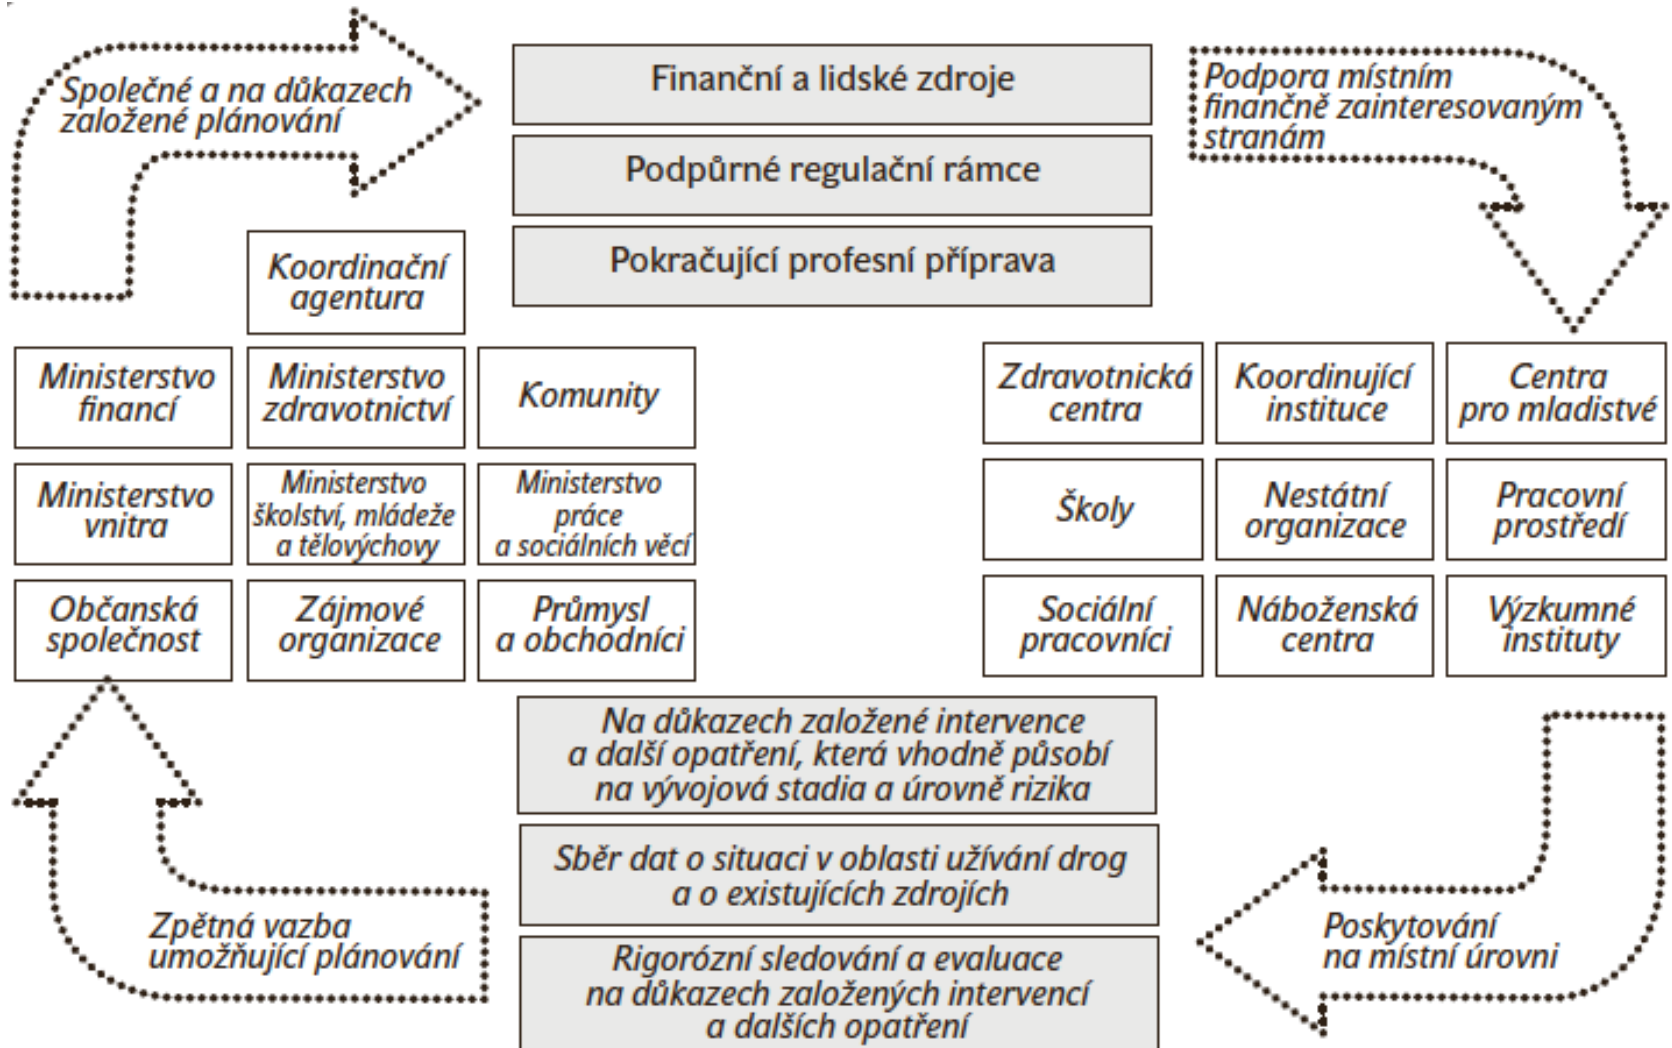 Společné a na důkazech
založené plánování
Finanční a lidské zdroje
Podpůrné regulační rámce
Pokračující profesní příprava
Podpora místním
finančně zainteresovaným
stranám
Koordinační
agentura
Ministerstvo
financí
Ministerstvo
zdravotnictví
Komunity
Ministerstvo
vnitra
Ministerstvo
školství, mládeže
a tělovýchovy
Ministerstvo
práce
a sociálních věcí
Občanská
společnost
Zájmové
organizace
Průmysl
a obchodníci
Zdravotnická
centra
Koordinující
instituce
Centra
pro mladistvé
Školy
Nestátní
organizace
Pracovní
prostředí
Sociální
pracovníci
Náboženská
centra
Výzkumné
instituty
Na důkazech založené intervence
a další opatření, která vhodně působí
na vývojová stadia a úrovně rizika
Sběr dat o situaci v oblasti užívání drog
a o existujících zdrojích
Rigorózní sledování a evaluace
na důkazech založených intervencí
a dalších opatření
Poskytování
na místní úrovni
Zpětná vazba
umožňující plánování